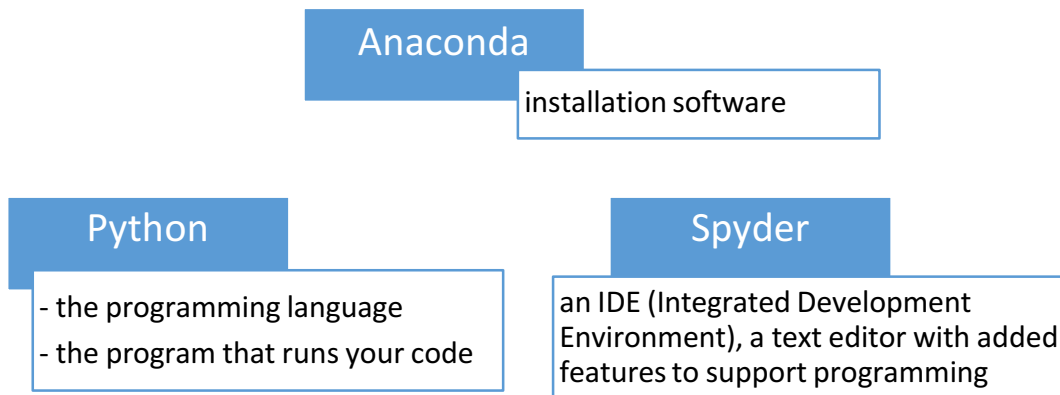 Anaconda
installation software
Python
- the programming language
- the program that runs your code
Spyder
an IDE (Integrated Development
Environment), a text editor with added
features to support programming